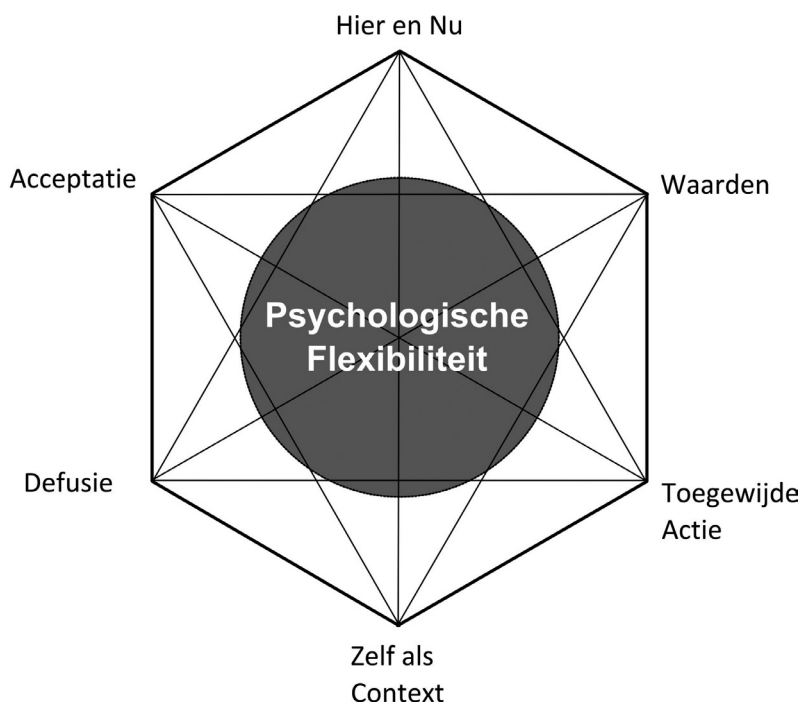 Hier en Nu
Acceptatie
Waarden
Psychologische
Flexibiliteit
Defusie
Toegewijde
Actie
Zelf als
Context